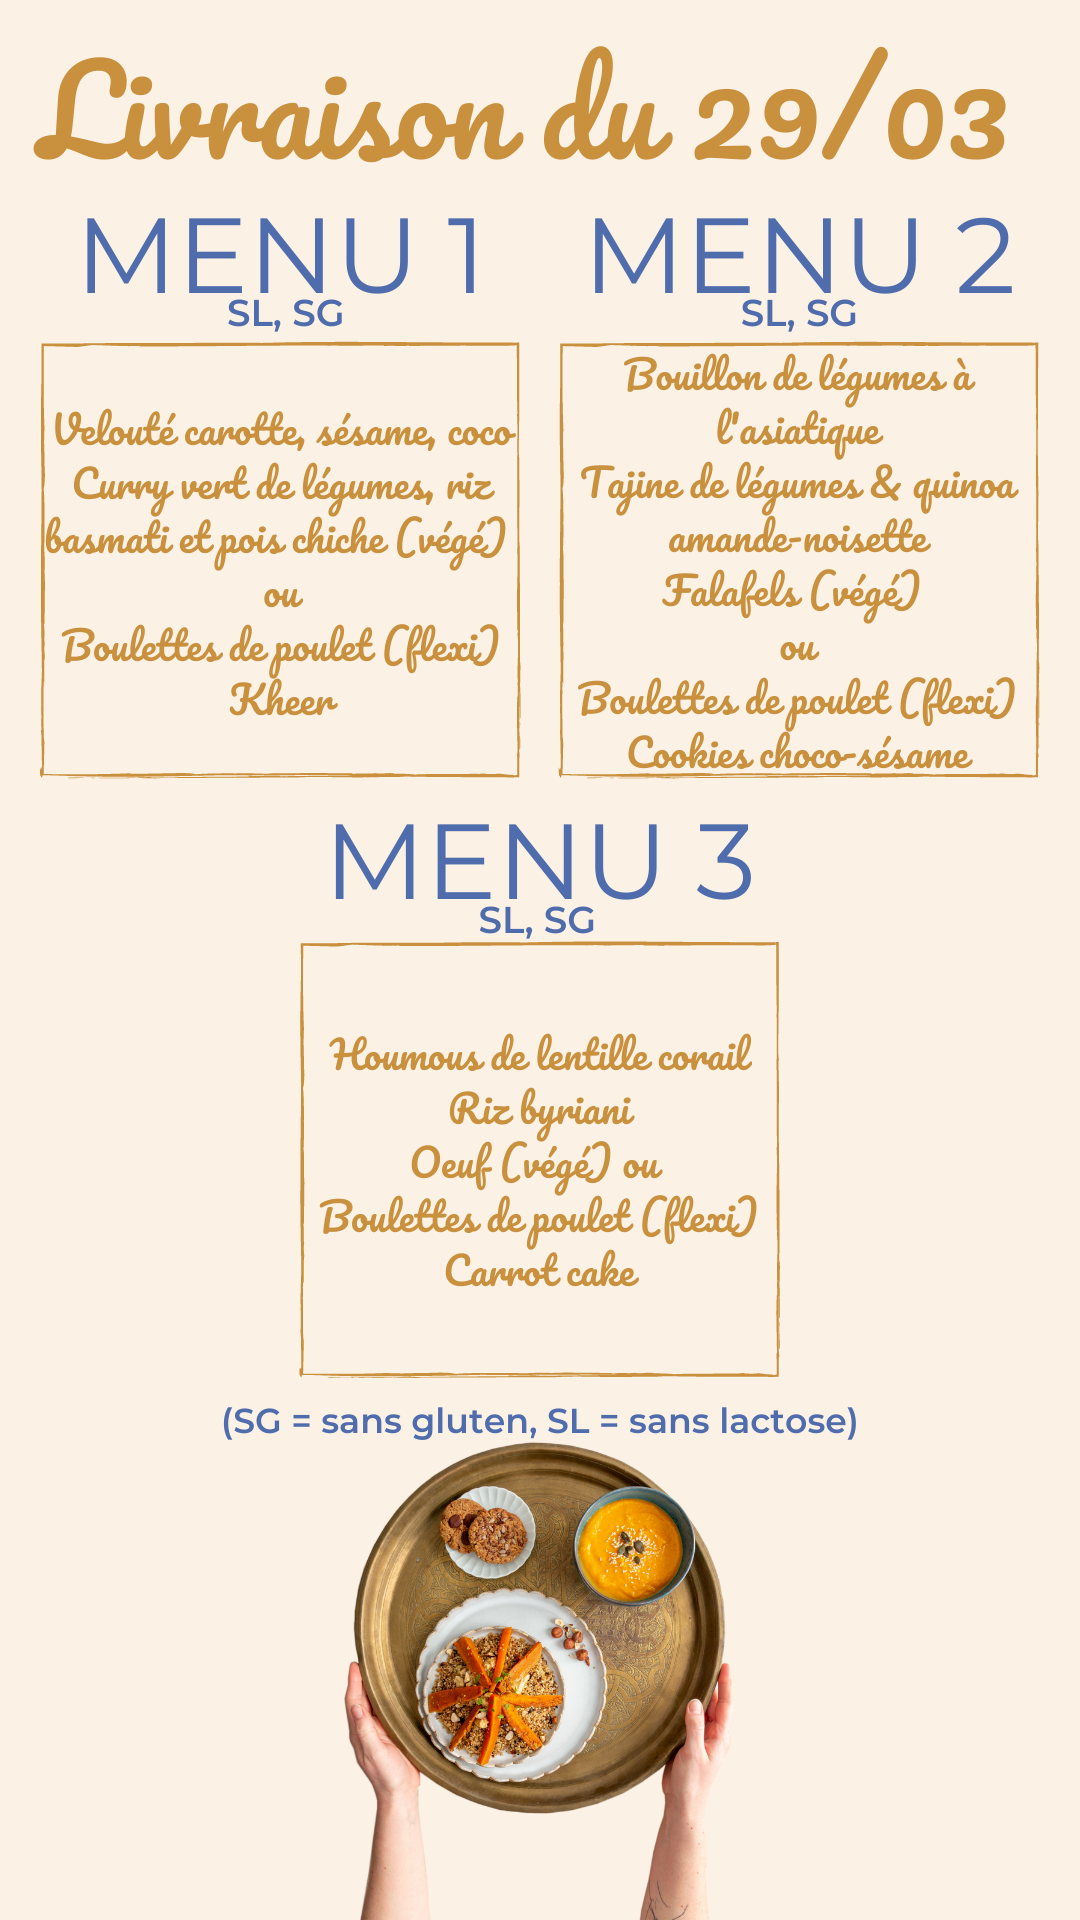 Livraison du 29/03
MENU 1
SL, SG
Velouté carotte, sésame, coco
Curry vert de légumes, riz
basmati et pois chiche (végé)
ou
Boulettes de poulet (flexi)
Kheer
MENU 2
SL, SG
Bouillon de légumes à
l'asiatique
Tajine de légumes & quinoa
amande-noisette
Falafels (végé)
ou
Boulettes de poulet (flexi)
Cookies choco-sésame
MENU 3
SL, SG
Houmous de lentille corail
Riz byriani
Oeuf (végé) ou
Boulettes de poulet (flexi)
Carrot cake
(SG = sans gluten, SL = sans lactose)